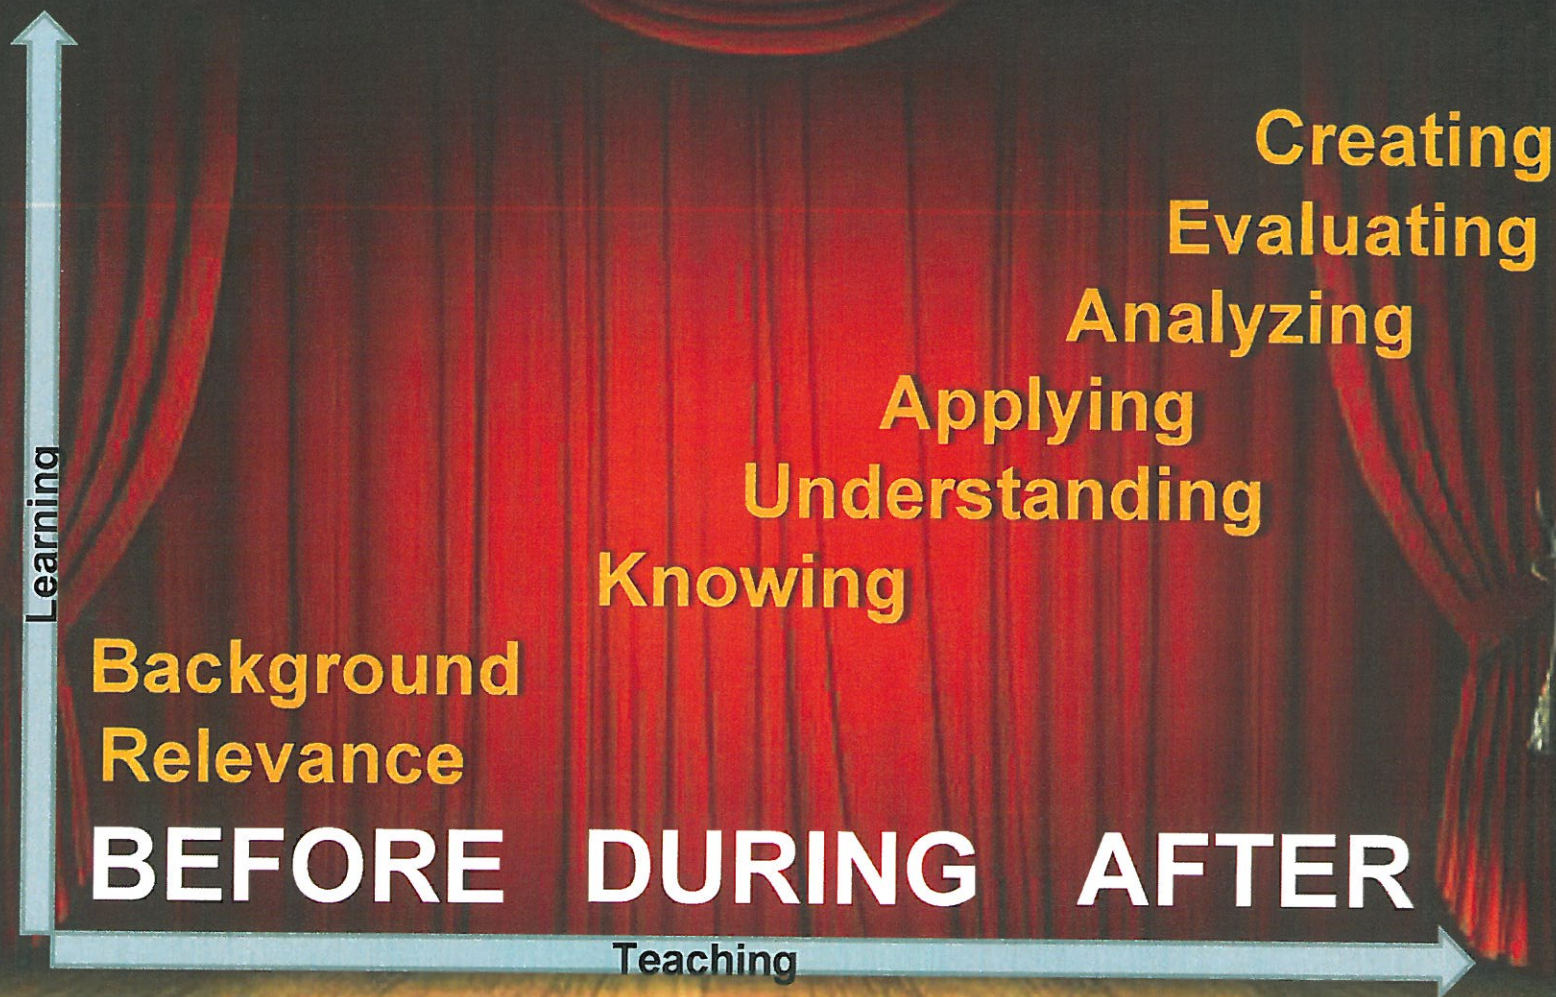 Creating
Evaluating
Analyzing
Applying
Understanding
Knowing
Background
Relevance
BEFORE DURING AFTER
Learning
Teaching